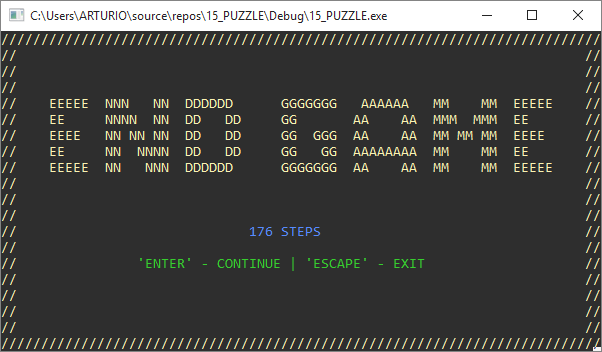 C:\Users\ARTURIO\source\repos\15_PUZZLE\Debug\15_PUZZLE.exe
///////////////////////////////////////////////////////////////////////////
//                                                                       //
//                                                                       //
//                                                                       //
//    EEEEE  NNN   NN  DDDDDD      GGGGGGG   AAAAAA   MM    MM  EEEEE    //
//    EE     NNNN  NN  DD   DD     GG       AA    AA  MMM  MMM  EE       //
//    EEEE   NN NN NN  DD   DD     GG  GGG  AA    AA  MM MM MM  EEEE     //
//    EE     NN  NNNN  DD   DD     GG   GG  AAAAAAAA  MM    MM  EE       //
//    EEEEE  NN   NNN  DDDDDD      GGGGGGG  AA    AA  MM    MM  EEEEE    //
//                                                                       //
//                                                                       //
//                                                                       //
//                             176 STEPS                                 //
//                                                                       //
//               'ENTER' - CONTINUE | 'ESCAPE' - EXIT                    //
//                                                                       //
//                                                                       //
//                                                                       //
//                                                                       //
///////////////////////////////////////////////////////////////////////////